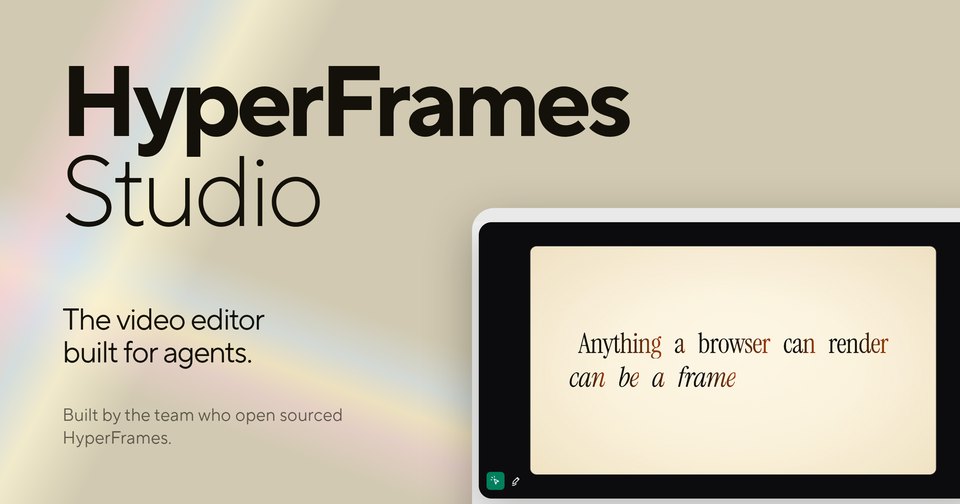 HyperFrames
Studio
The video editor
built for agents.
Built by the team who open sourced
HyperFrames.
Anything a browser can render
can be a frame